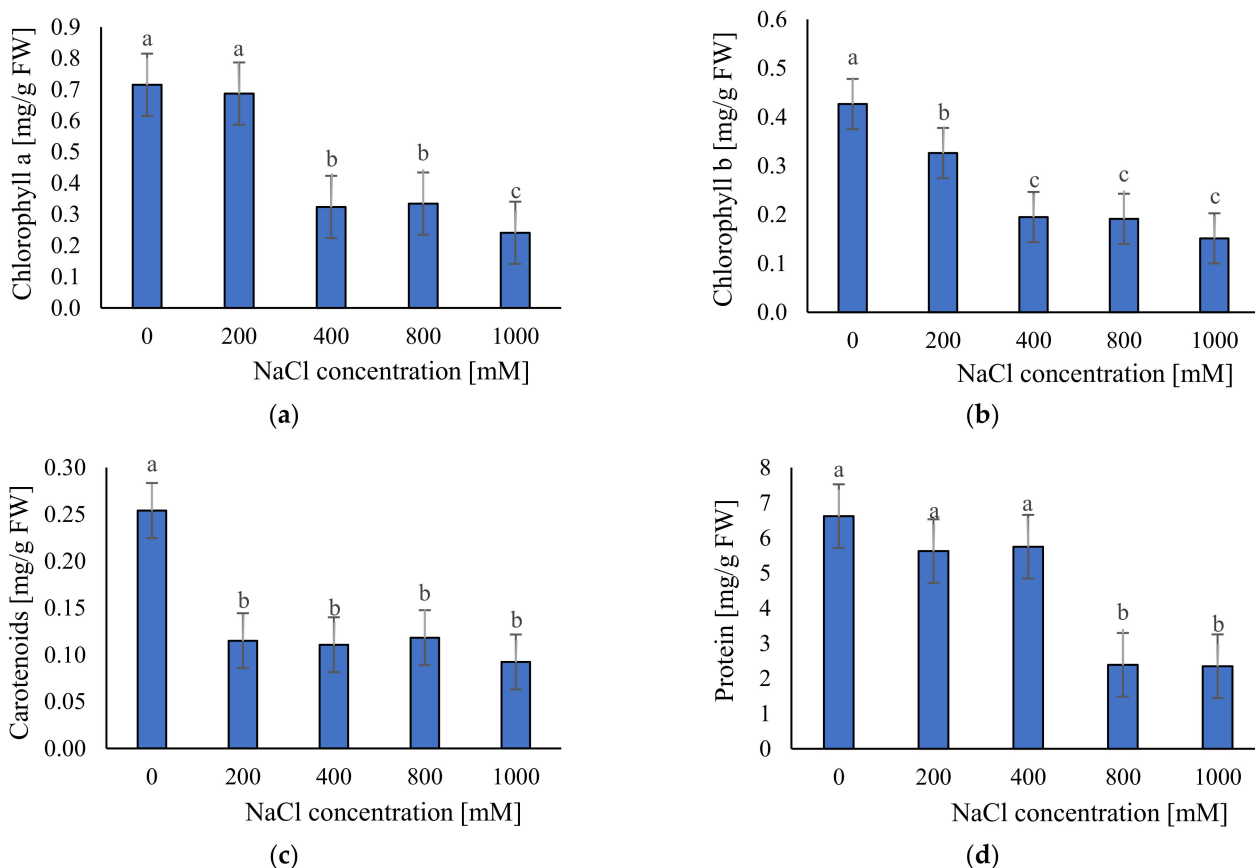 Chlorophyll a [mg/g FW]
0.9
0.8
0.7
0.6
0.5
0.4
0.3
0.2
0.1
0.0
a
a
b
b
c
0 200 400 800 1000
NaCl concentration [mM]
(a)
Chlorophyll b [mg/g FW]
0.6
0.5
0.4
0.3
0.2
0.1
0.0
a
b
c
c
c
0 200 400 800 1000
NaCl concentration [mM]
(b)
Carotenoids [mg/g FW]
0.30
0.25
0.20
0.15
0.10
0.05
0.00
a
b
b
b
b
0 200 400 800 1000
NaCl concentration [mM]
(c)
Protein [mg/g FW]
8
7
6
5
4
3
2
1
0
a
a
a
b
b
0 200 400 800 1000
NaCl concentration [mM]
(d)